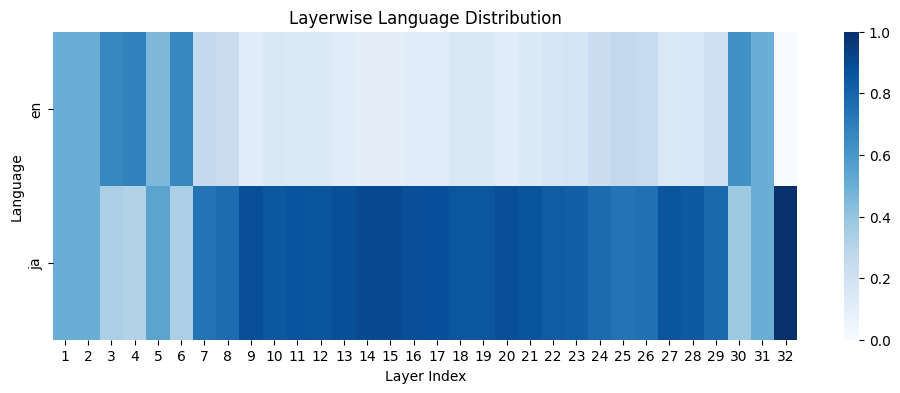 Layerwise Language Distribution
en
ja
Language
1 2 3 4 5 6 7 8 9 10 11 12 13 14 15 16 17 18 19 20 21 22 23 24 25 26 27 28 29 30 31 32
Layer Index
1.0
0.8
0.6
0.4
0.2
0.0